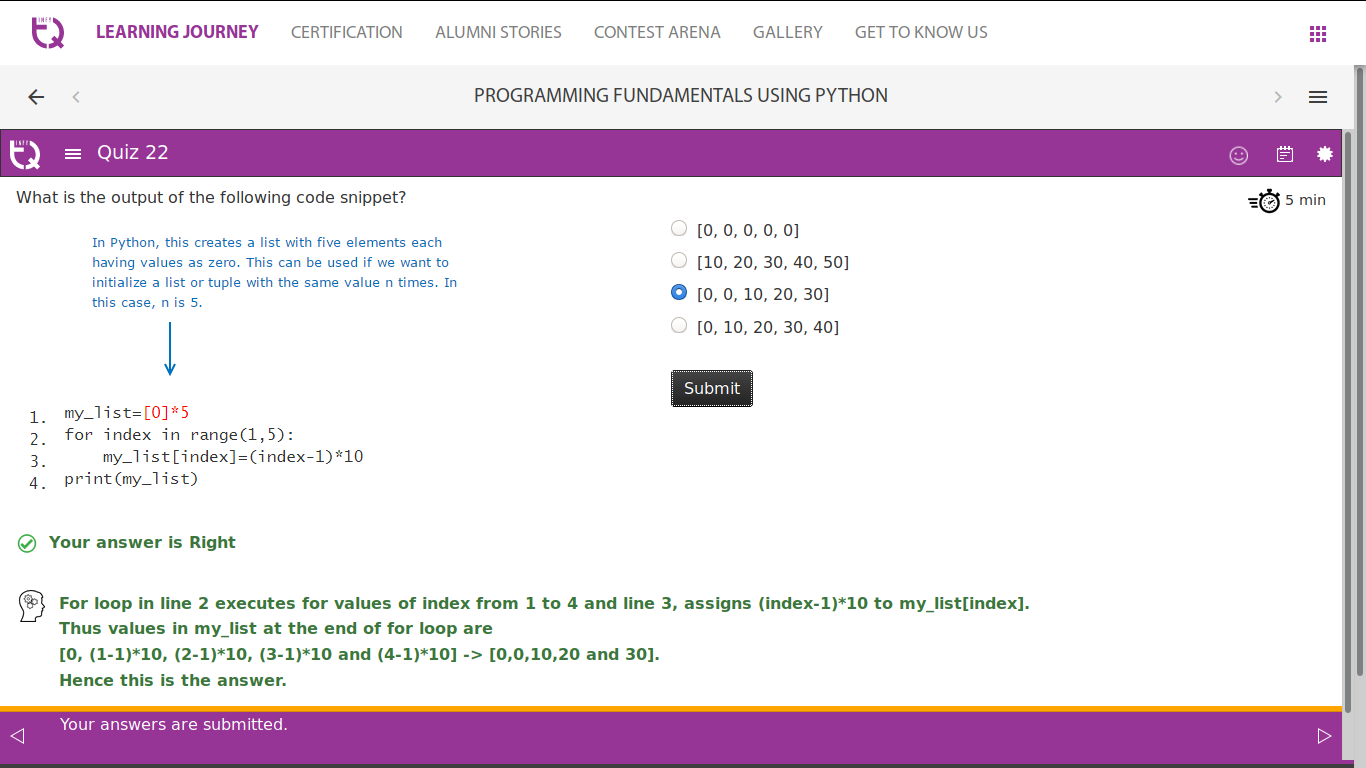 INFY TQ
LEARNING JOURNEY CERTIFICATION ALUMNI STORIES CONTEST ARENA GALLERY GET TO KNOW US
PROGRAMMING FUNDAMENTALS USING PYTHON
INFY TQ Quiz 22
What is the output of the following code snippet?
5 min
In Python, this creates a list with five elements each
having values as zero. This can be used if we want to
initialize a list or tuple with the same value n times. In
this case, n is 5.
1. my_list=[0]*5
2. for index in range(1,5):
3.     my_list[index]=(index-1)*10
4. print(my_list)
[0, 0, 0, 0, 0]
[10, 20, 30, 40, 50]
[0, 0, 10, 20, 30]
[0, 10, 20, 30, 40]
Submit
Your answer is Right
For loop in line 2 executes for values of index from 1 to 4 and line 3, assigns (index-1)*10 to my_list[index].
Thus values in my_list at the end of for loop are
[0, (1-1)*10, (2-1)*10, (3-1)*10 and (4-1)*10] -> [0,0,10,20 and 30].
Hence this is the answer.
Your answers are submitted.